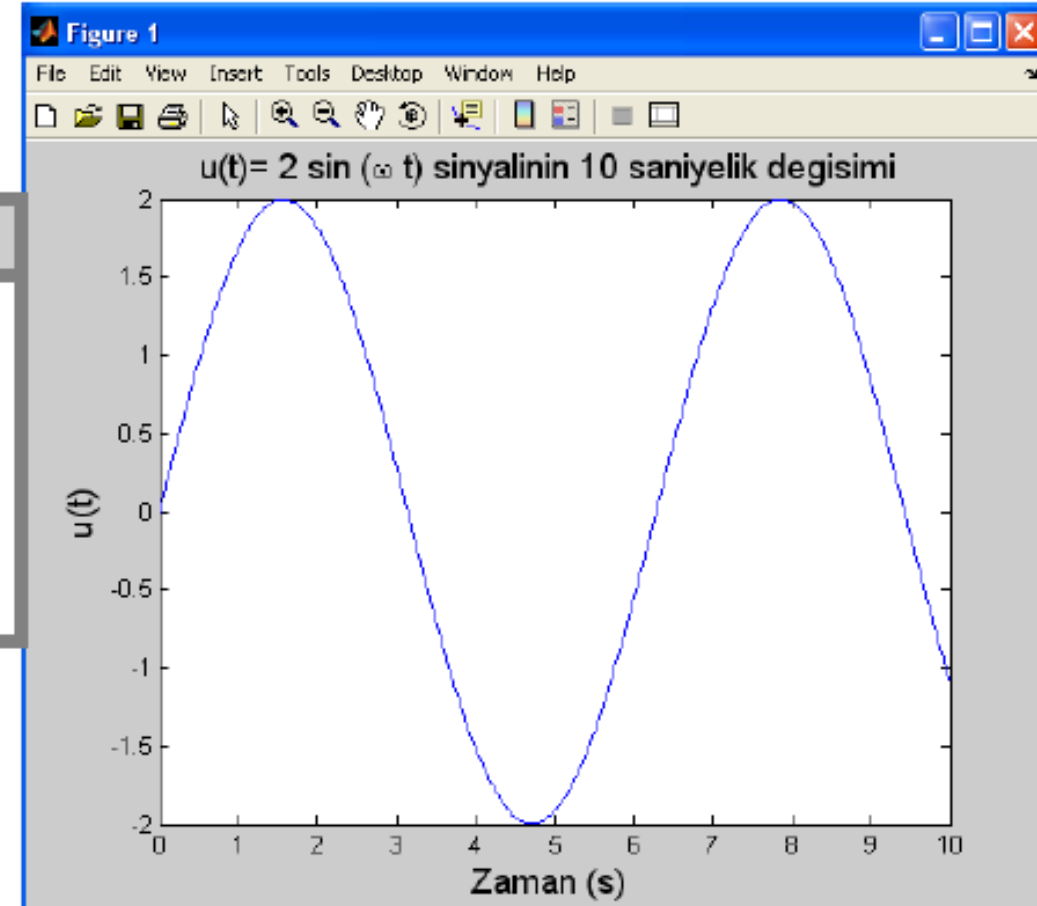 Figure 1
File Edit View Insert Tools Desktop Window Help
u(t)= 2 sin (ω t) sinyalinin 10 saniyelik degisimi
2
1.5
1
0.5
0
-0.5
-1
-1.5
-2
u(t)
0 1 2 3 4 5 6 7 8 9 10
Zaman (s)